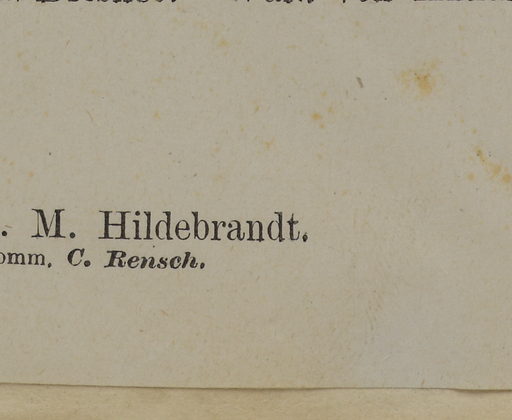 . M. Hildebrandt.
omm. C. Rensch.